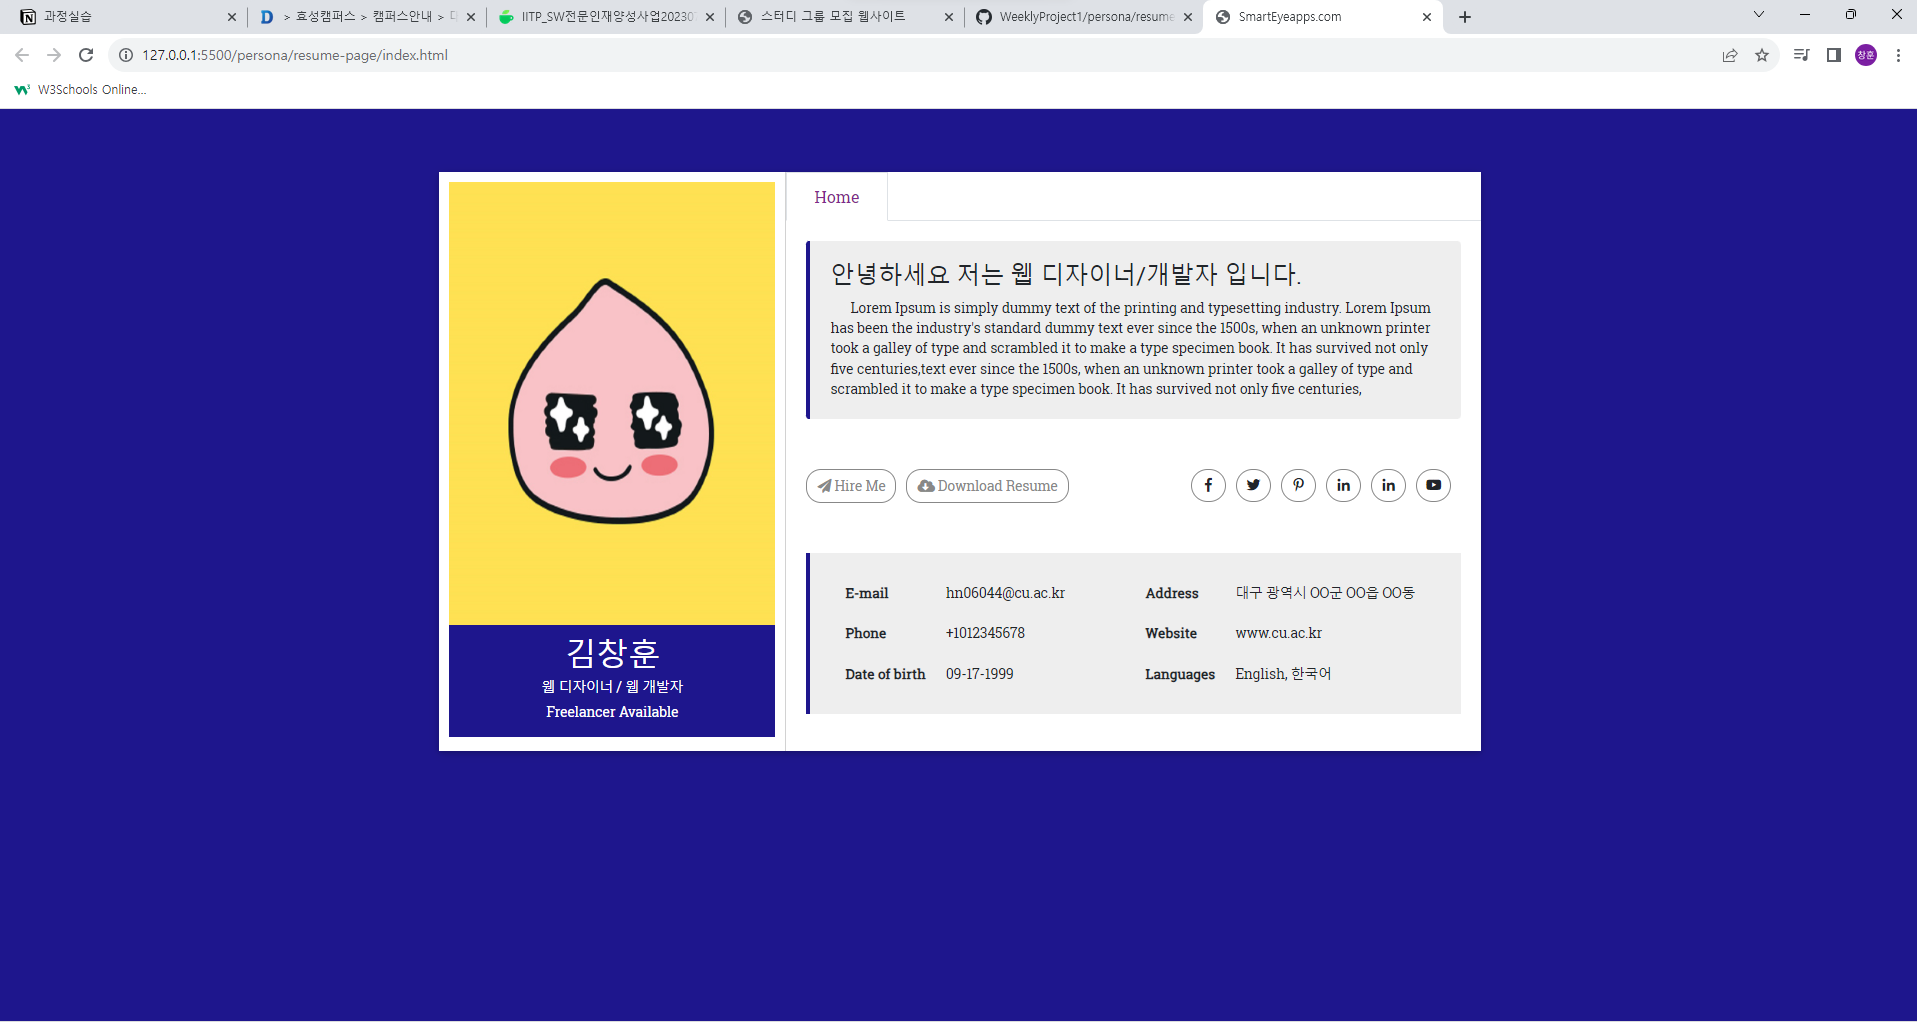 과정실습
> 효성캠퍼스 > 캠퍼스안내 >
IITP_SW전문인재양성사업20230
스터디 그룹 모집 웹사이트
WeeklyProject1/persona/resume
SmartEyeapps.com
127.0.0.1:5500/persona/resume-page/index.html
창훈
W3Schools Online...
Home
안녕하세요 저는 웹 디자이너/개발자 입니다.
Lorem Ipsum is simply dummy text of the printing and typesetting industry. Lorem Ipsum
has been the industry's standard dummy text ever since the 1500s, when an unknown printer
took a galley of type and scrambled it to make a type specimen book. It has survived not only
five centuries,text ever since the 1500s, when an unknown printer took a galley of type and
scrambled it to make a type specimen book. It has survived not only five centuries,
Hire Me
Download Resume
E-mail hn06044@cu.ac.kr Address 대구 광역시 OO군 OO읍 OO동
Phone +1012345678 Website www.cu.ac.kr
Date of birth 09-17-1999 Languages English, 한국어
김창훈
웹 디자이너 / 웹 개발자
Freelancer Available